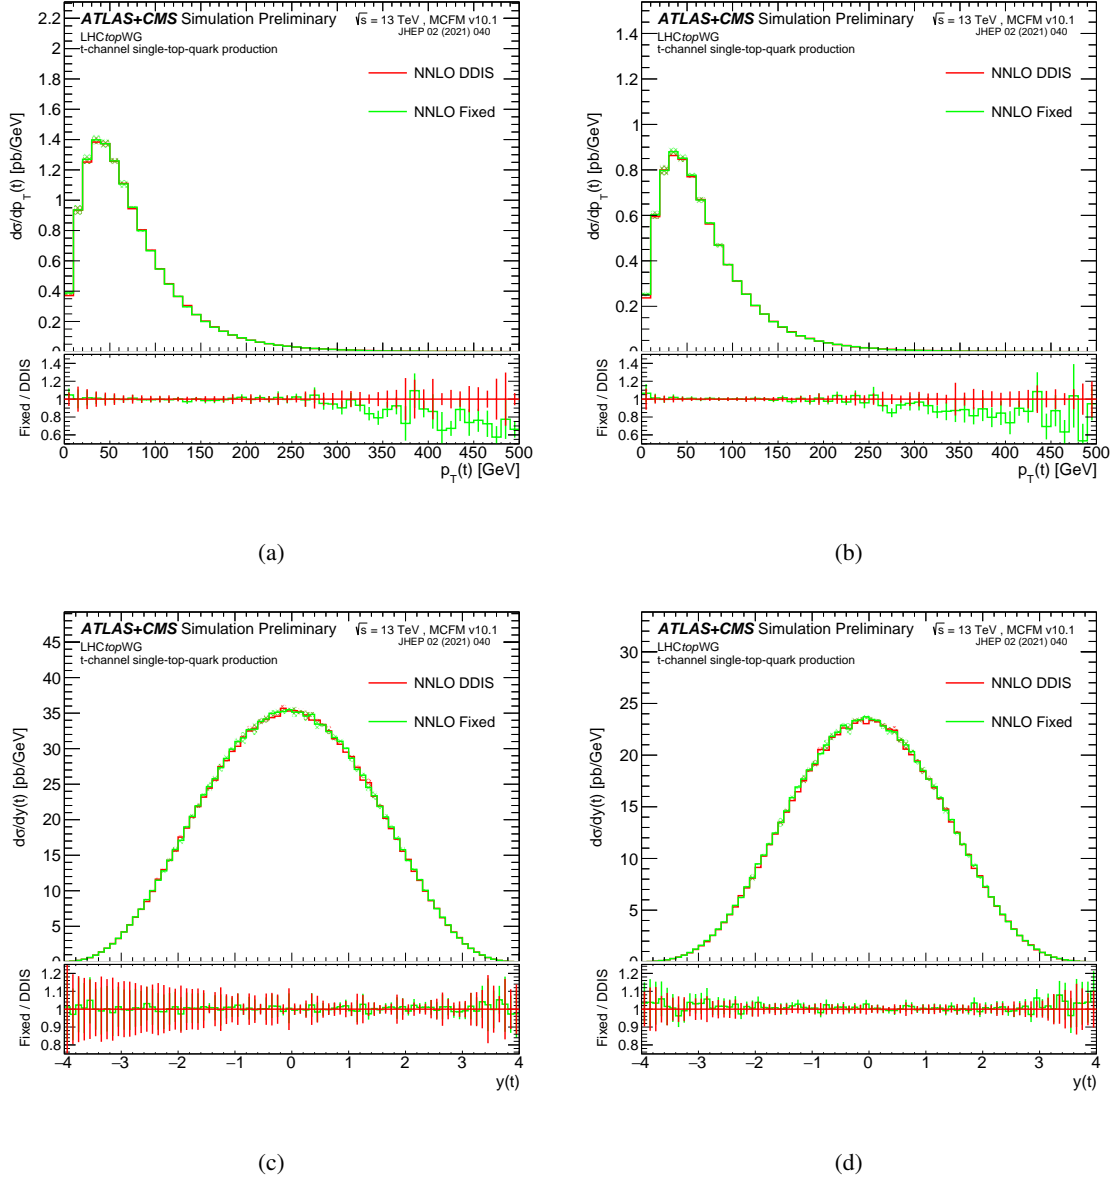 ATLAS+CMS Simulation Preliminary
√s = 13 TeV , MCFM v10.1
JHEP 02 (2021) 040
LHCtopWG
t-channel single-top-quark production
NNLO DDIS
NNLO Fixed
dσ/dp_T(t) [pb/GeV]
2.2
2
1.8
1.6
1.4
1.2
1
0.8
0.6
0.4
0.2
0
Fixed / DDIS
1.4
1.2
1
0.8
0.6
0 50 100 150 200 250 300 350 400 450 500
p_T(t) [GeV]
(a)
ATLAS+CMS Simulation Preliminary
√s = 13 TeV , MCFM v10.1
JHEP 02 (2021) 040
LHCtopWG
t-channel single-top-quark production
NNLO DDIS
NNLO Fixed
dσ/dp_T(t) [pb/GeV]
1.4
1.2
1
0.8
0.6
0.4
0.2
0
Fixed / DDIS
1.4
1.2
1
0.8
0.6
0 50 100 150 200 250 300 350 400 450 500
p_T(t) [GeV]
(b)
ATLAS+CMS Simulation Preliminary
√s = 13 TeV , MCFM v10.1
JHEP 02 (2021) 040
LHCtopWG
t-channel single-top-quark production
NNLO DDIS
NNLO Fixed
dσ/dy(t) [pb/GeV]
45
40
35
30
25
20
15
10
5
0
Fixed / DDIS
1.2
1.1
1
0.9
0.8
−4 −3 −2 −1 0 1 2 3 4
y(t)
(c)
ATLAS+CMS Simulation Preliminary
√s = 13 TeV , MCFM v10.1
JHEP 02 (2021) 040
LHCtopWG
t-channel single-top-quark production
NNLO DDIS
NNLO Fixed
dσ/dy(t) [pb/GeV]
30
25
20
15
10
5
0
Fixed / DDIS
1.2
1.1
1
0.9
0.8
−4 −3 −2 −1 0 1 2 3 4
y(t)
(d)